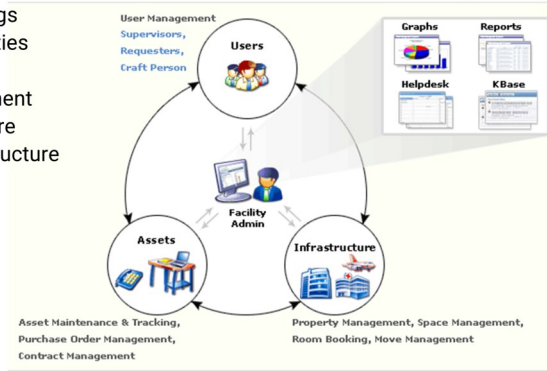 User Management
Supervisors,
Requesters,
Craft Person
Users
Graphs
Reports
Helpdesk
KBase
ucture
Facility
Admin
Assets
Infrastructure
Asset Maintenance & Tracking,
Purchase Order Management,
Contract Management
Property Management, Space Management,
Room Booking, Move Management